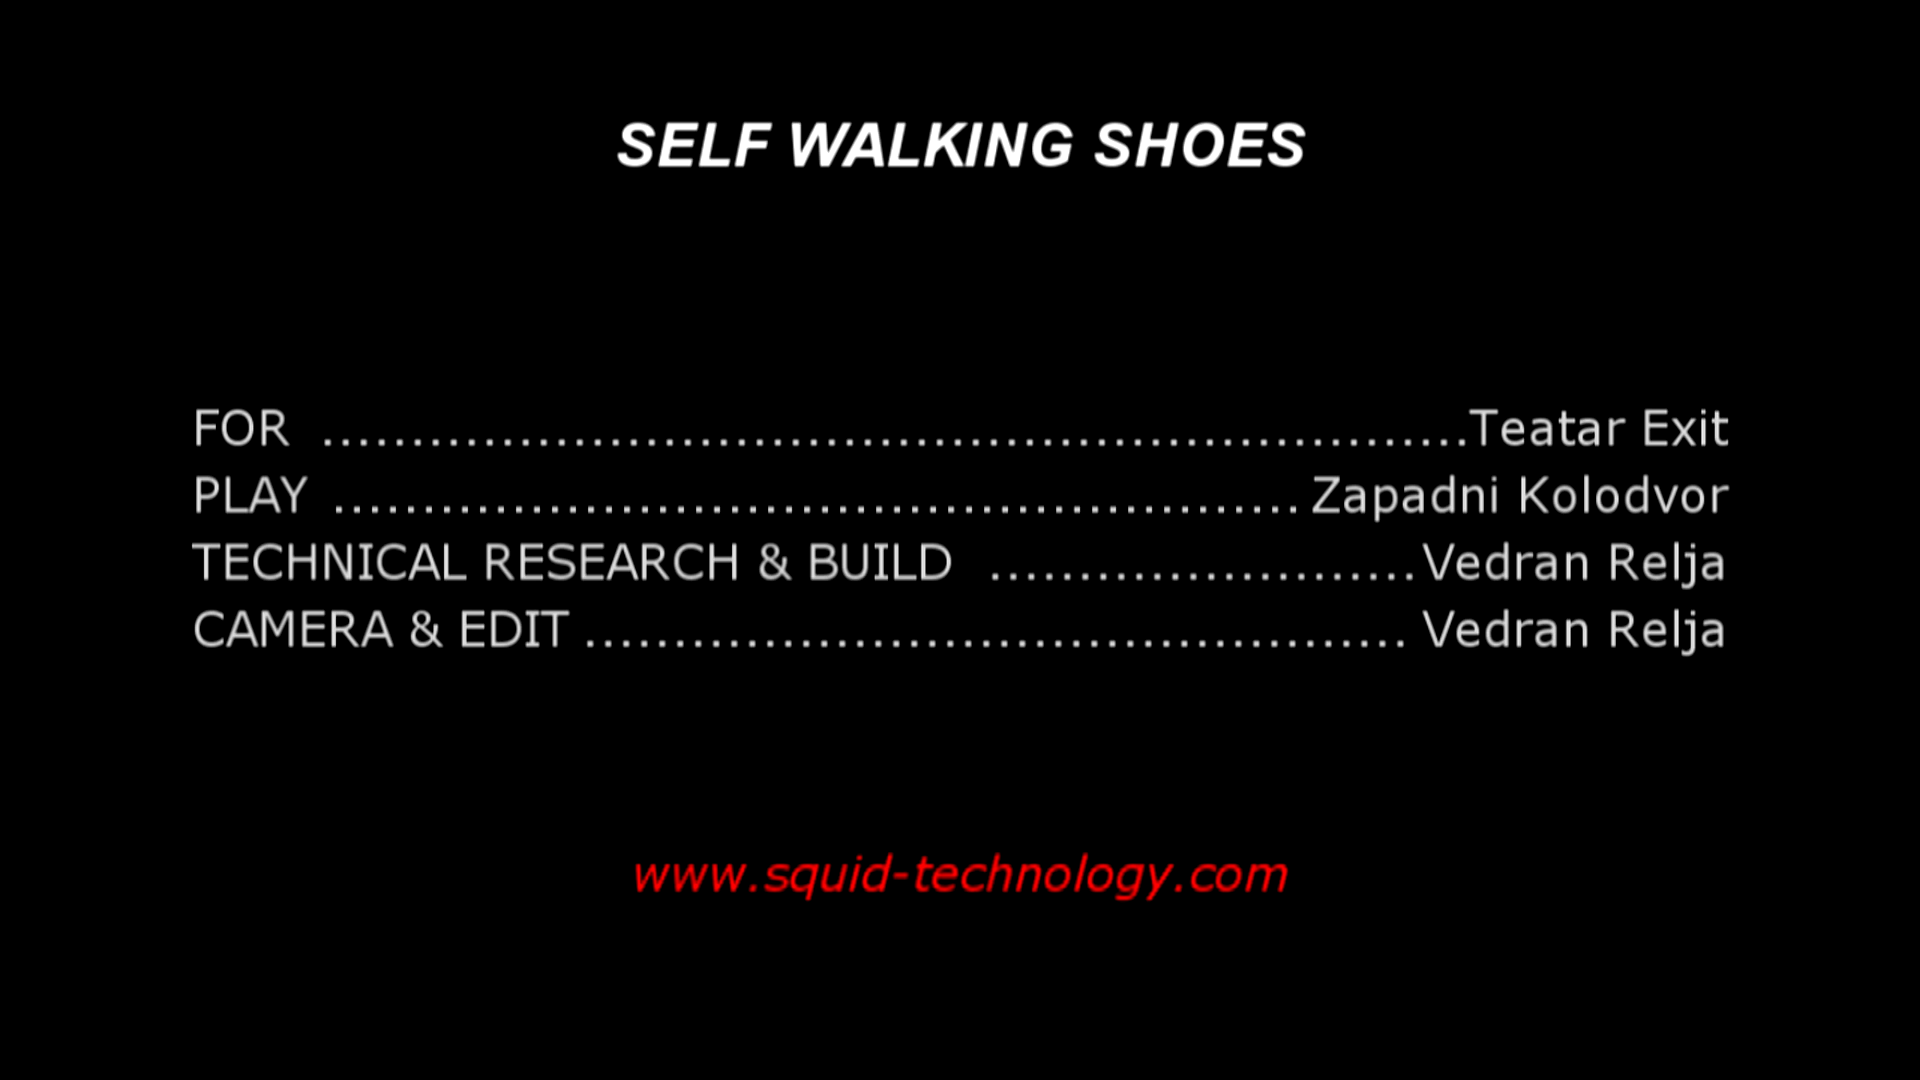 SELF WALKING SHOES
FOR ................................................................Teatar Exit
PLAY ...................................................... Zapadni Kolodvor
TECHNICAL RESEARCH & BUILD ........................Vedran Relja
CAMERA & EDIT .............................................. Vedran Relja
www.squid-technology.com